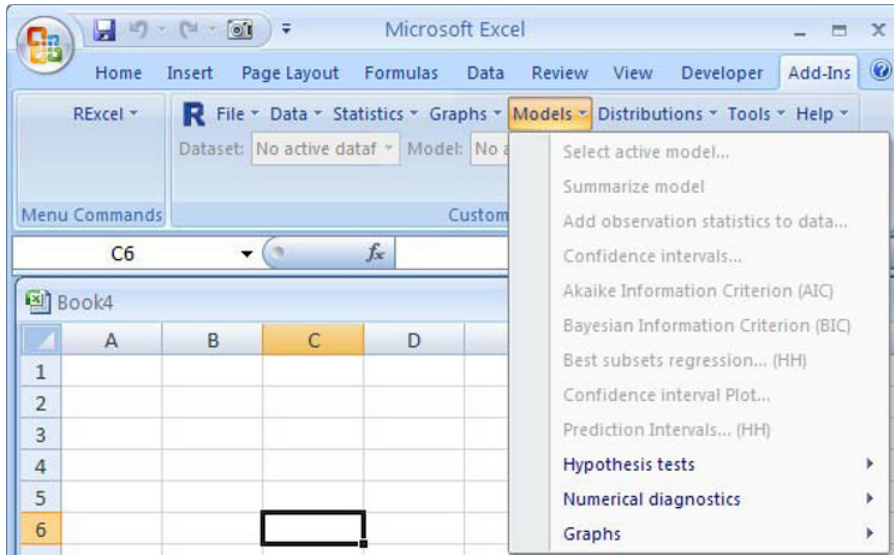 Microsoft Excel
Home Insert Page Layout Formulas Data Review View Developer Add-Ins
RExcel R File Data Statistics Graphs Models Distributions Tools Help
Dataset: No active dataf Model: No a
Menu Commands Custom
C6 fx
Book4
A B C D
1
2
3
4
5
6
Select active model...
Summarize model
Add observation statistics to data...
Confidence intervals...
Akaike Information Criterion (AIC)
Bayesian Information Criterion (BIC)
Best subsets regression... (HH)
Confidence interval Plot...
Prediction Intervals... (HH)
Hypothesis tests
Numerical diagnostics
Graphs